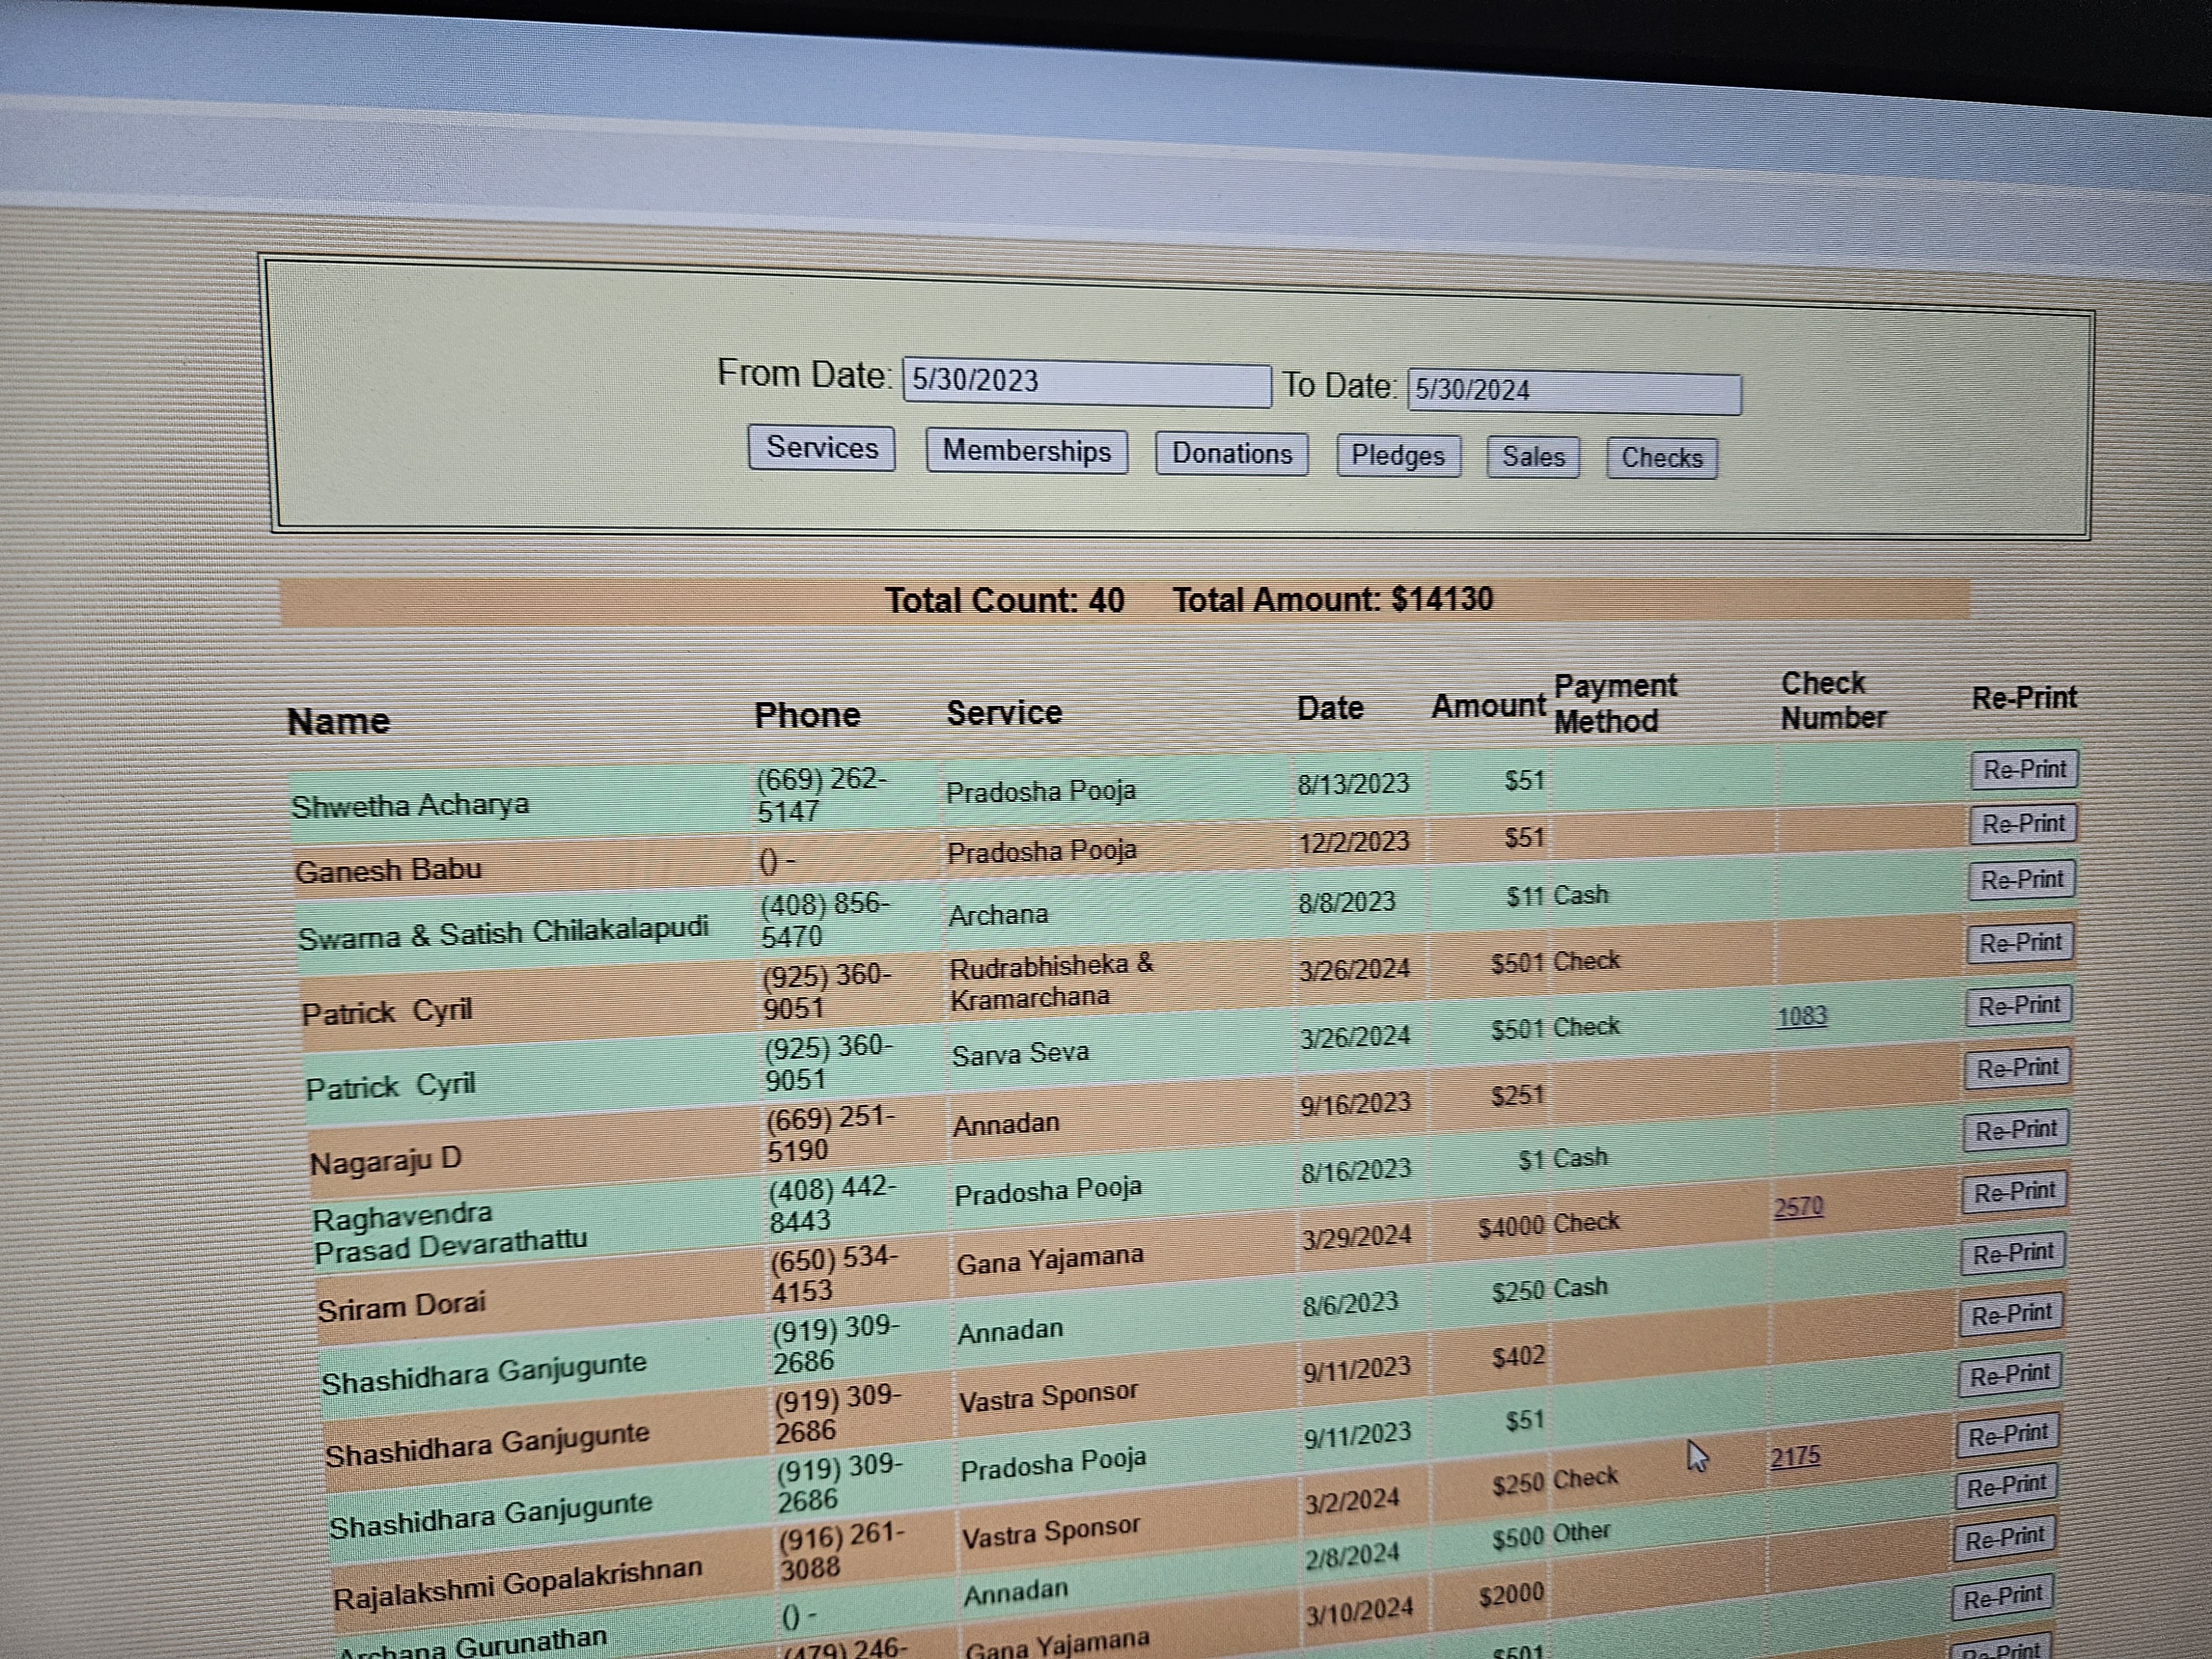 From Date: 5/30/2023 To Date: 5/30/2024
Services Memberships Donations Pledges Sales Checks
Total Count: 40 Total Amount: $14130
Name Phone Service Date Amount Payment Method Check Number Re-Print
Shwetha Acharya (669) 262-5147 Pradosha Pooja 8/13/2023 $51 Re-Print
Ganesh Babu () - Pradosha Pooja 12/2/2023 $51 Re-Print
Swarna & Satish Chilakalapudi (408) 856-5470 Archana 8/8/2023 $11 Cash Re-Print
Patrick Cyril (925) 360-9051 Rudrabhisheka & Kramarchana 3/26/2024 $501 Check Re-Print
Patrick Cyril (925) 360-9051 Sarva Seva 3/26/2024 $501 Check 1083 Re-Print
Nagaraju D (669) 251-5190 Annadan 9/16/2023 $251 Re-Print
Raghavendra Prasad Devarathattu (408) 442-8443 Pradosha Pooja 8/16/2023 $1 Cash Re-Print
Sriram Dorai (650) 534-4153 Gana Yajamana 3/29/2024 $4000 Check 2570 Re-Print
Shashidhara Ganjugunte (919) 309-2686 Annadan 8/6/2023 $250 Cash Re-Print
Shashidhara Ganjugunte (919) 309-2686 Vastra Sponsor 9/11/2023 $402 Re-Print
Shashidhara Ganjugunte (919) 309-2686 Pradosha Pooja 9/11/2023 $51 Re-Print
Rajalakshmi Gopalakrishnan (916) 261-3088 Vastra Sponsor 3/2/2024 $250 Check 2175 Re-Print
Archana Gurunathan () - Annadan 2/8/2024 $500 Other Re-Print
(479) 246- Gana Yajamana 3/10/2024 $2000 Re-Print
$501 Re-Print
Re-Print